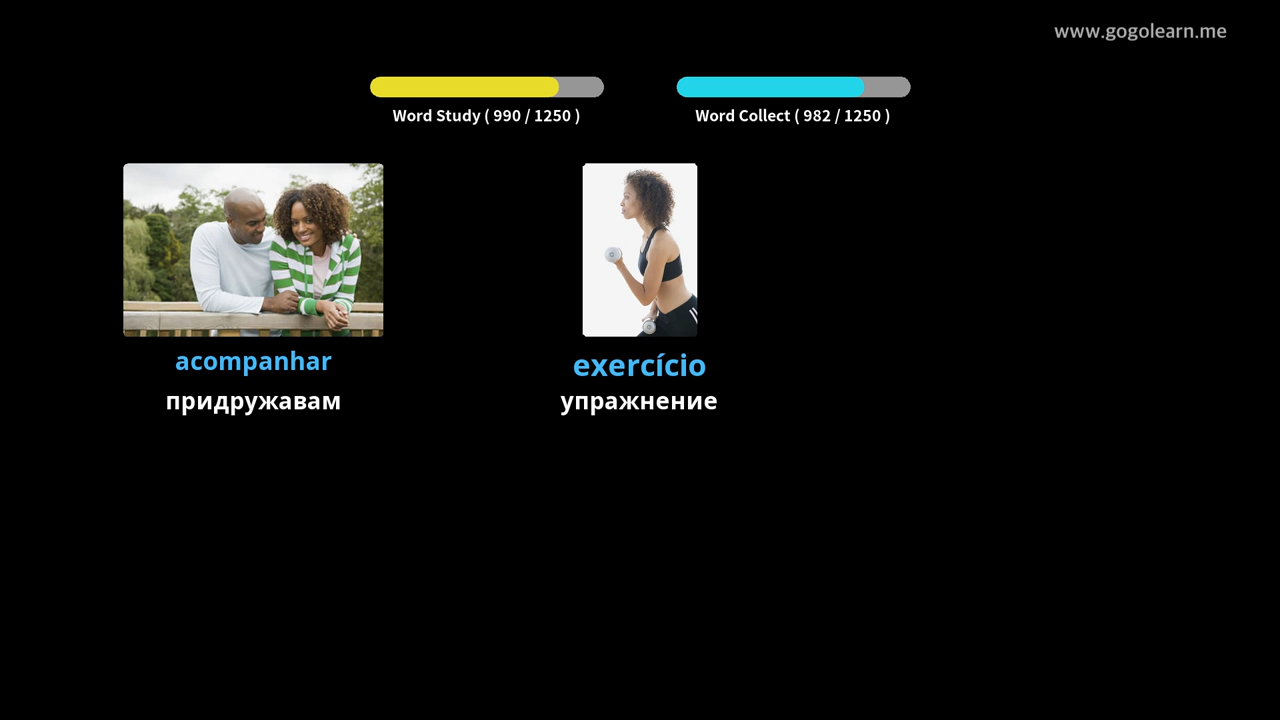 www.gogolearn.me
Word Study ( 990 / 1250 )
Word Collect ( 982 / 1250 )
acompanhar
придружавам
exercício
упражнение